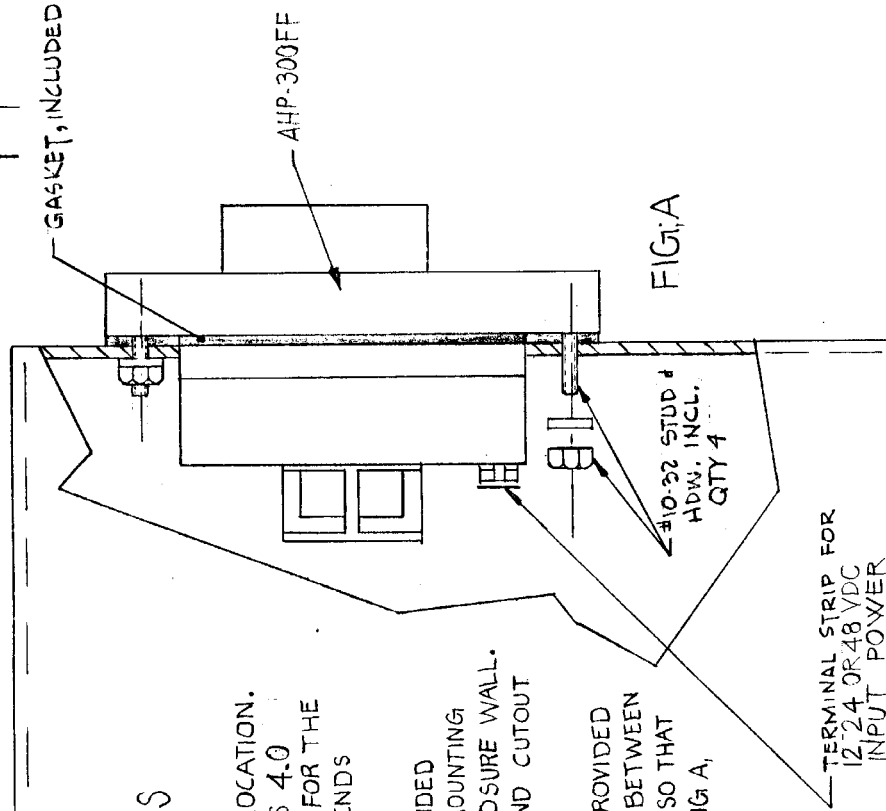 GASKET, INCLUDED
AHP-300FF
FIG. A
#10-32 STUD &
HDW. INCL.
QTY 4
TERMINAL STRIP FOR
12-24 OR 48 VDC
INPUT POWER
S
OCATION.
S 4.0
FOR THE
ENDS
DED
OUNTING
OSURE WALL.
ND CUTOUT
ROVIDED
BETWEEN
SO THAT
IG A,